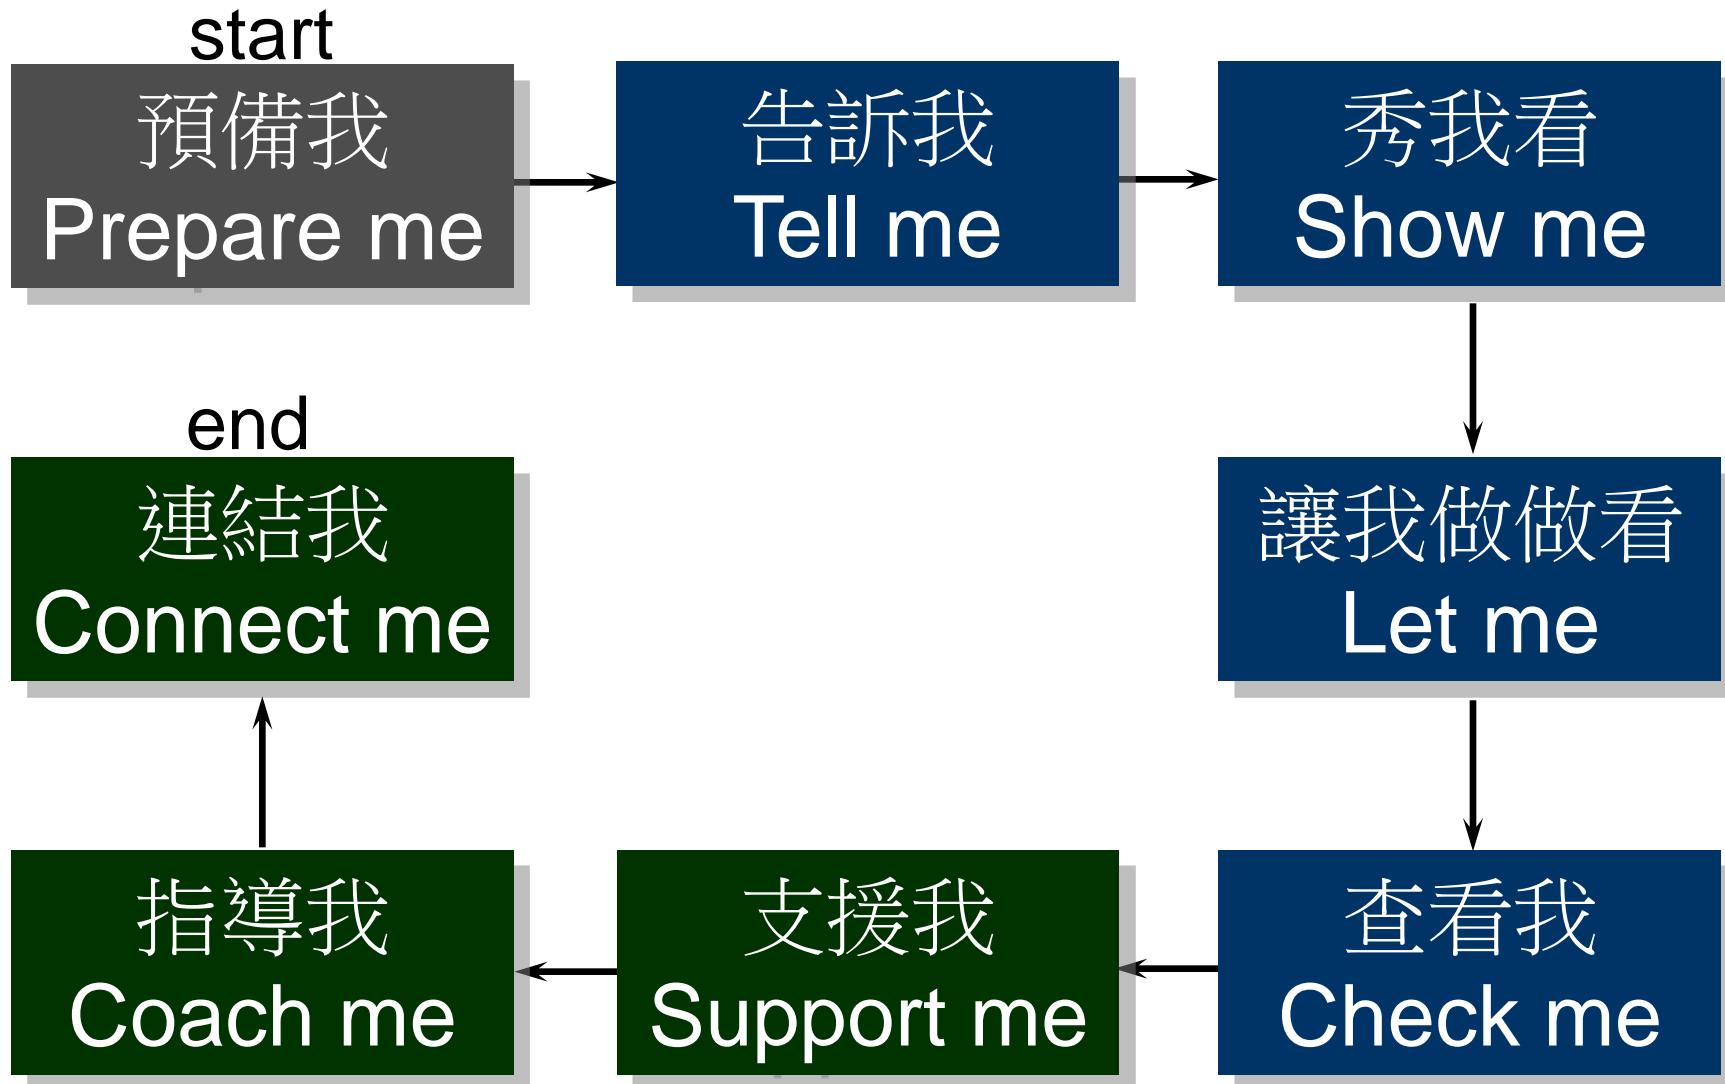 start
預備我
Prepare me
告訴我
Tell me
秀我看
Show me
讓我做做看
Let me
查看我
Check me
支援我
Support me
指導我
Coach me
end
連結我
Connect me